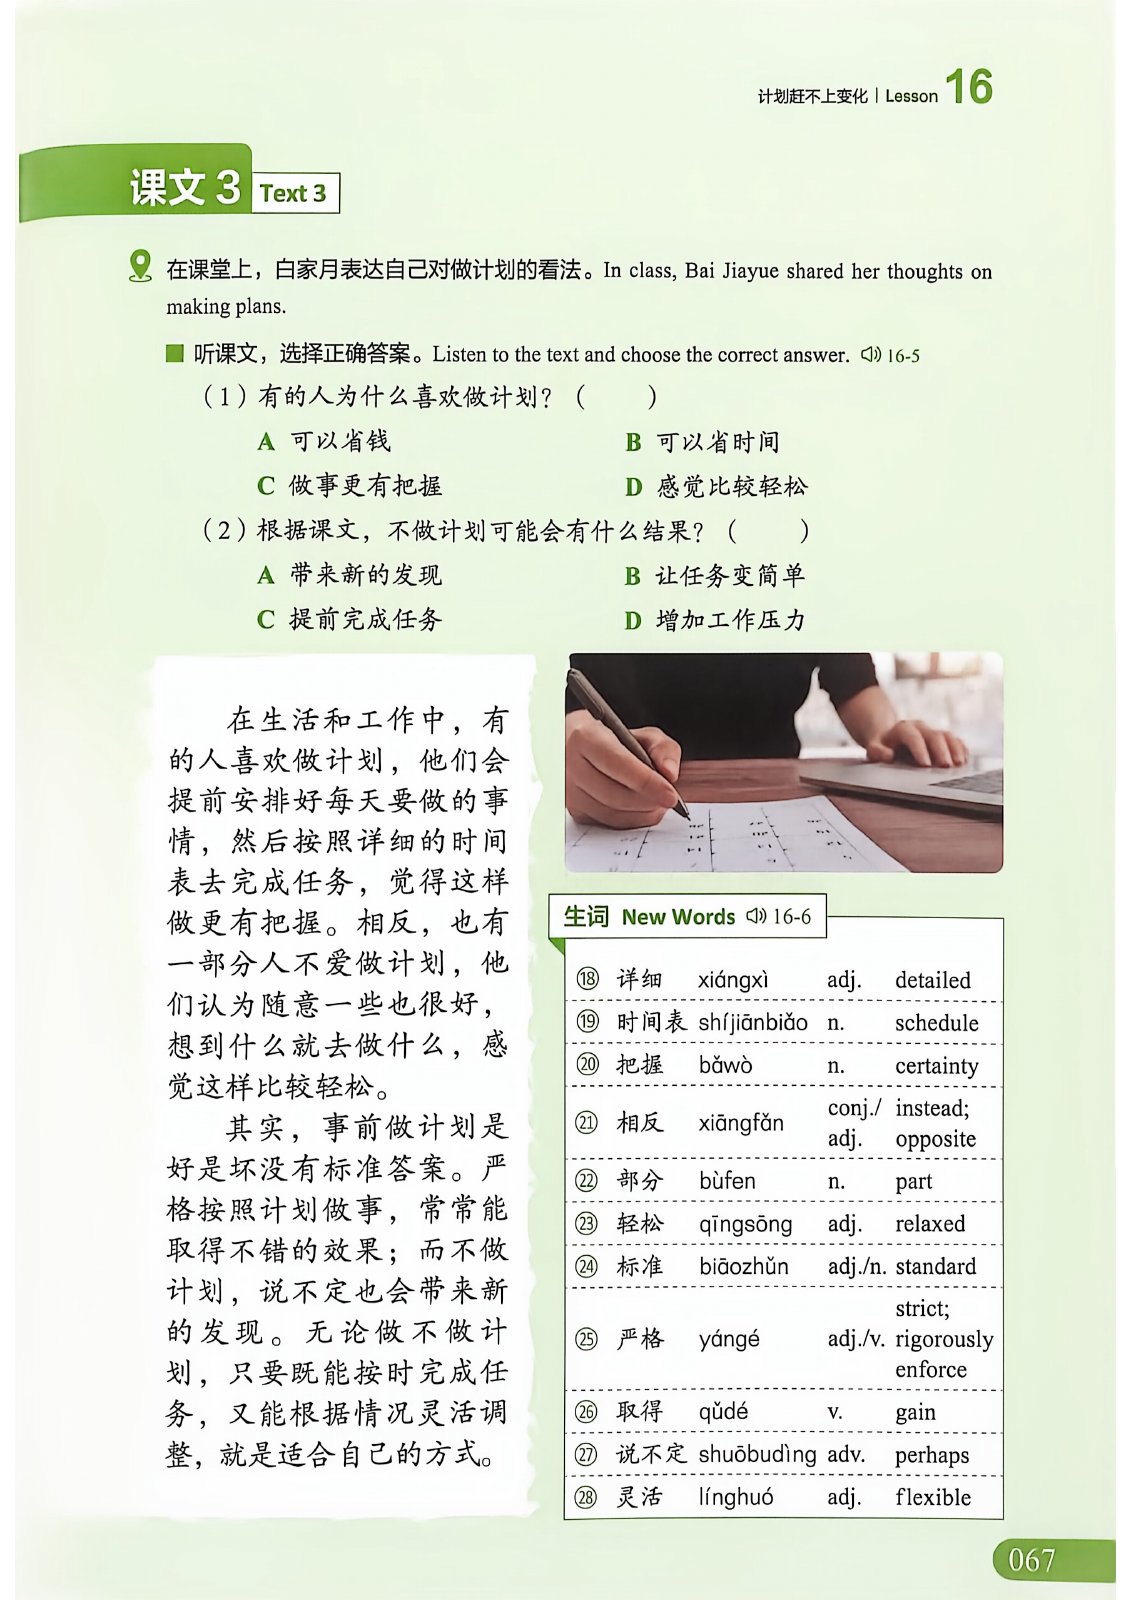 计划赶不上变化 | Lesson 16
课文 3 Text 3
在课堂上，白家月表达自己对做计划的看法。In class, Bai Jiayue shared her thoughts on
making plans.
听课文，选择正确答案。Listen to the text and choose the correct answer. 16-5
（1）有的人为什么喜欢做计划？（　　）
A 可以省钱 B 可以省时间
C 做事更有把握 D 感觉比较轻松
（2）根据课文，不做计划可能会有什么结果？（　　）
A 带来新的发现 B 让任务变简单
C 提前完成任务 D 增加工作压力
在生活和工作中，有
的人喜欢做计划，他们会
提前安排好每天要做的事
情，然后按照详细的时间
表去完成任务，觉得这样
做更有把握。相反，也有
一部分人不爱做计划，他
们认为随意一些也很好，
想到什么就去做什么，感
觉这样比较轻松。
其实，事前做计划是
好是坏没有标准答案。严
格按照计划做事，常常能
取得不错的效果；而不做
计划，说不定也会带来新
的发现。无论做不做计
划，只要既能按时完成任
务，又能根据情况灵活调
整，就是适合自己的方式。
生词 New Words 16-6
⑱ 详细 xiángxì adj. detailed
⑲ 时间表 shíjiānbiǎo n. schedule
⑳ 把握 bǎwò n. certainty
㉑ 相反 xiāngfǎn conj./ adj. instead; opposite
㉒ 部分 bùfen n. part
㉓ 轻松 qīngsōng adj. relaxed
㉔ 标准 biāozhǔn adj./n. standard
㉕ 严格 yángé adj./v. strict; rigorously enforce
㉖ 取得 qǔdé v. gain
㉗ 说不定 shuōbudìng adv. perhaps
㉘ 灵活 línghuó adj. flexible
067